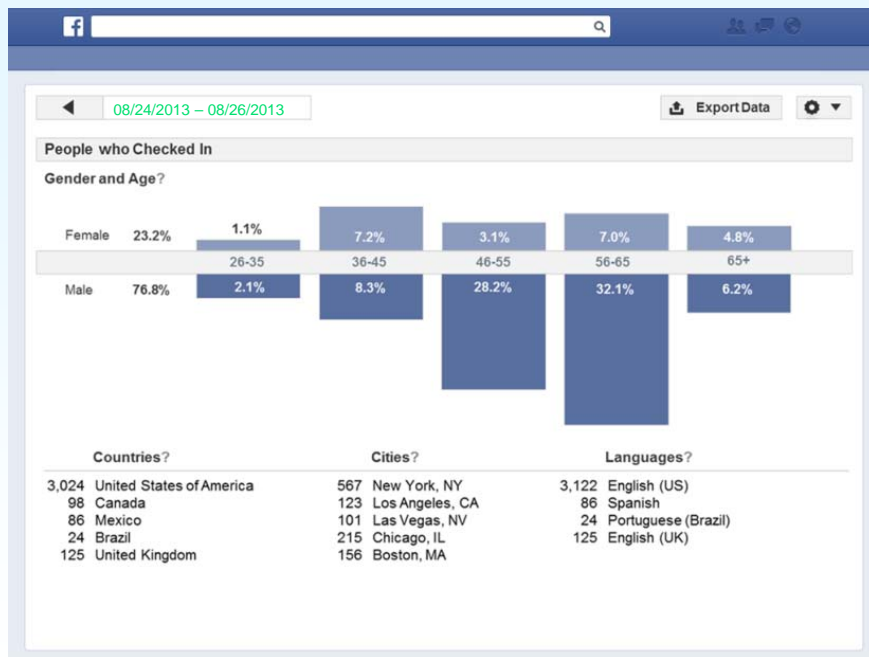 f
08/24/2013 – 08/26/2013
Export Data
People who Checked In
Gender and Age?
Female 23.2% 1.1% 7.2% 3.1% 7.0% 4.8%
26-35 36-45 46-55 56-65 65+
Male 76.8% 2.1% 8.3% 28.2% 32.1% 6.2%
Countries? Cities? Languages?
3,024 United States of America 567 New York, NY 3,122 English (US)
98 Canada 123 Los Angeles, CA 86 Spanish
86 Mexico 101 Las Vegas, NV 24 Portuguese (Brazil)
24 Brazil 215 Chicago, IL 125 English (UK)
125 United Kingdom 156 Boston, MA